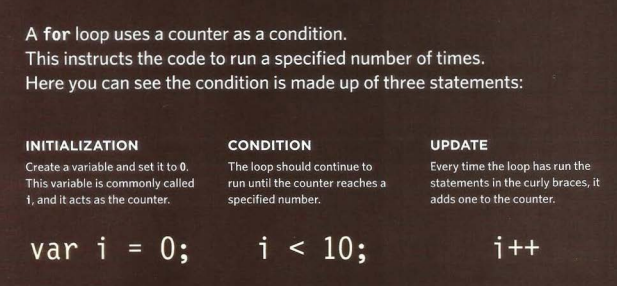 A for loop uses a counter as a condition.
This instructs the code to run a specified number of times.
Here you can see the condition is made up of three statements:
INITIALIZATION
Create a variable and set it to 0.
This variable is commonly called
i, and it acts as the counter.
var i = 0;
CONDITION
The loop should continue to
run until the counter reaches a
specified number.
i < 10;
UPDATE
Every time the loop has run the
statements in the curly braces, it
adds one to the counter.
i++